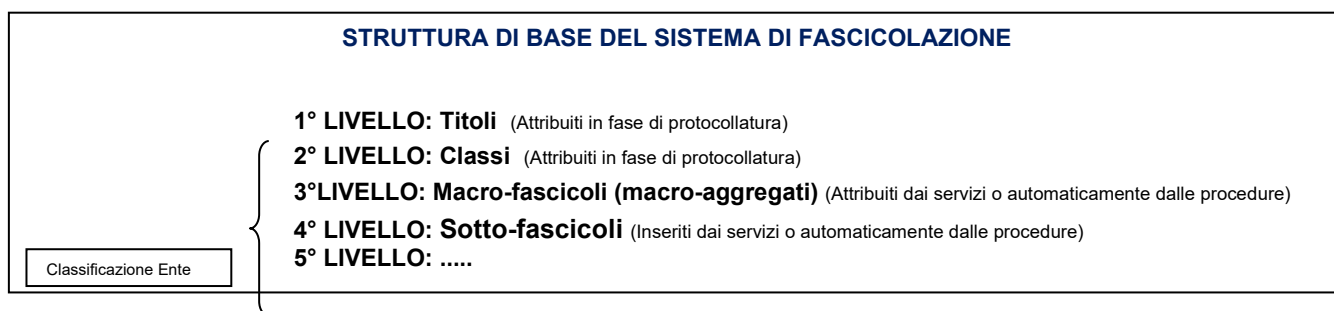 STRUTTURA DI BASE DEL SISTEMA DI FASCICOLAZIONE
1° LIVELLO: Titoli (Attribuiti in fase di protocollatura)
2° LIVELLO: Classi (Attribuiti in fase di protocollatura)
3°LIVELLO: Macro-fascicoli (macro-aggregati) (Attribuiti dai servizi o automaticamente dalle procedure)
4° LIVELLO: Sotto-fascicoli (Inseriti dai servizi o automaticamente dalle procedure)
5° LIVELLO: .....
Classificazione Ente